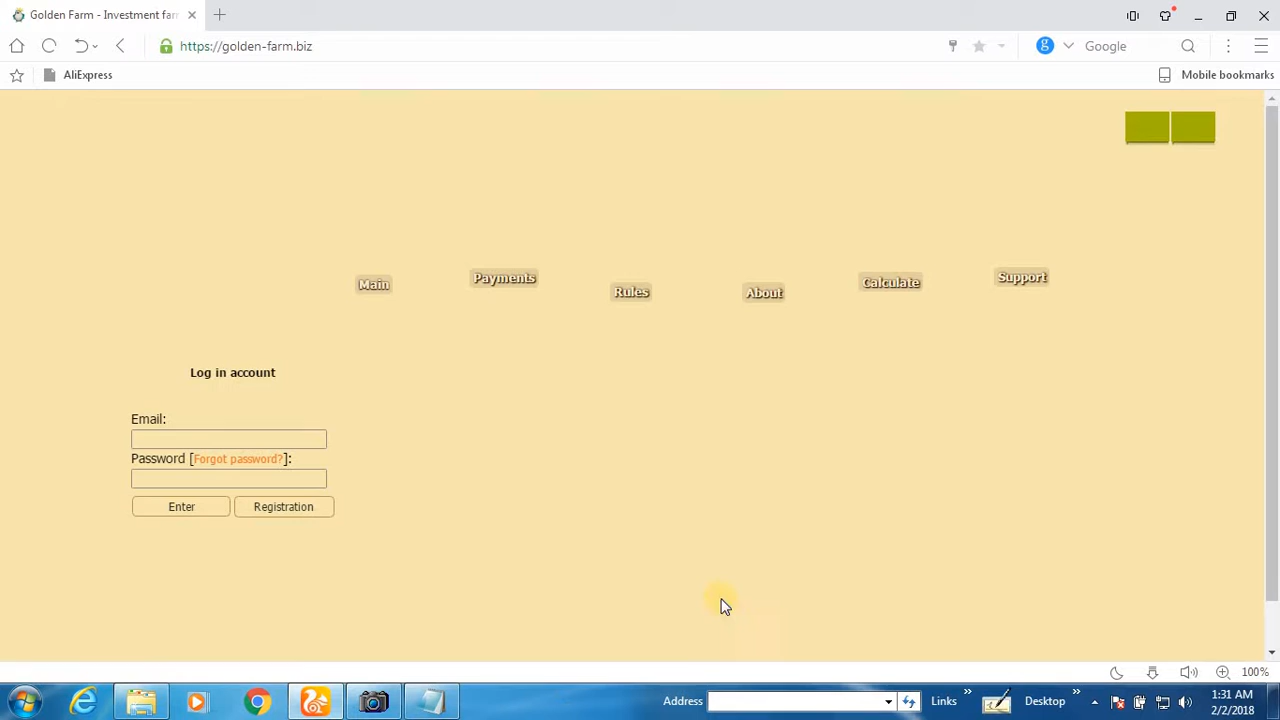 Golden Farm - Investment farr
https://golden-farm.biz
Google
AliExpress
Mobile bookmarks
Main
Payments
Rules
About
Calculate
Support
Log in account
Email:
Password [Forgot password?]:
Enter Registration
100%
Address
Links »
Desktop »
1:31 AM
2/2/2018